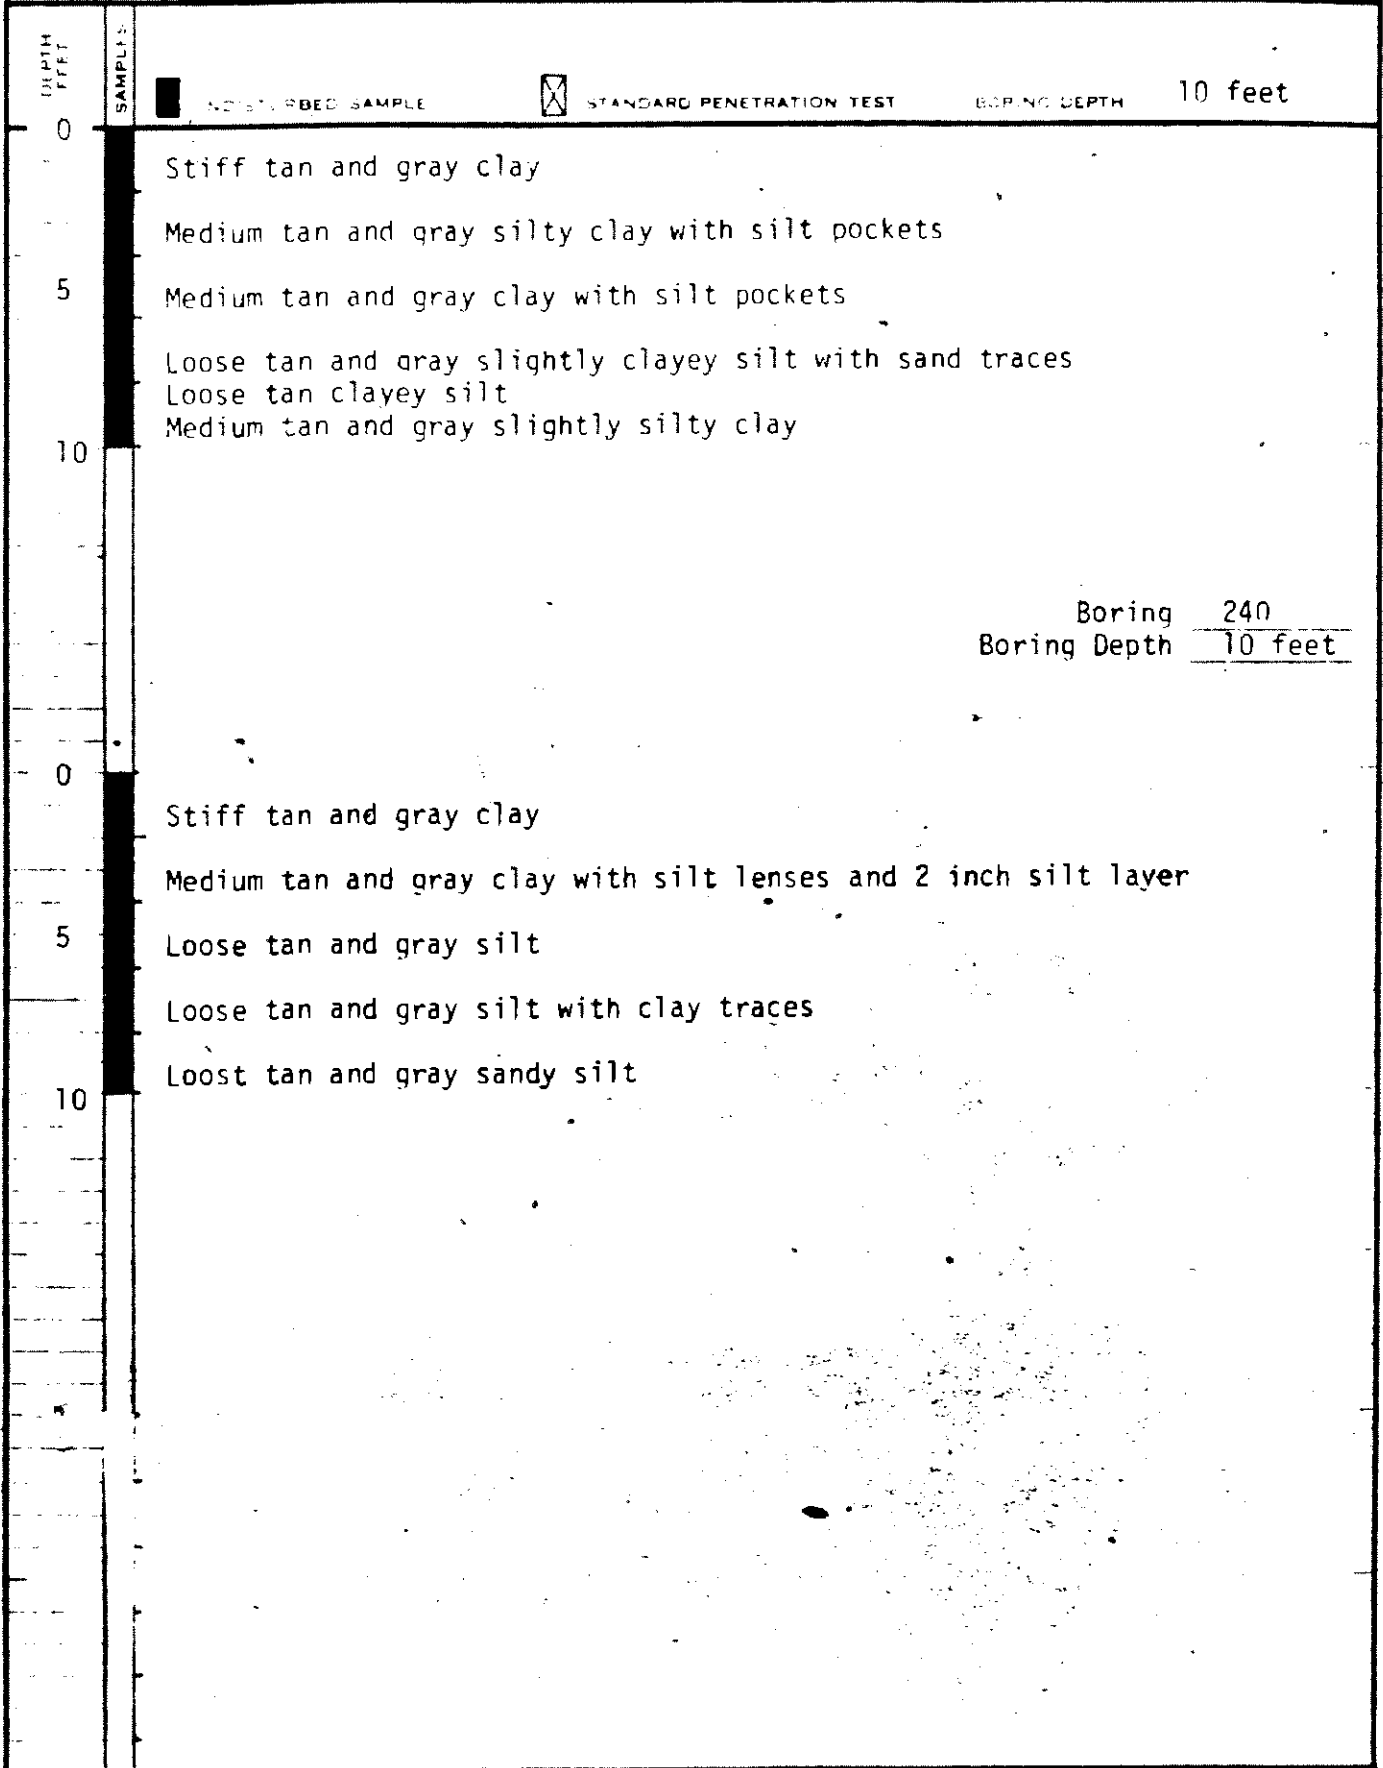 DEPTH
FEET
SAMPLES
SAMPLE
STANDARD PENETRATION TEST
BORING DEPTH 10 feet
0
Stiff tan and gray clay
Medium tan and gray silty clay with silt pockets
5
Medium tan and gray clay with silt pockets
Loose tan and gray slightly clayey silt with sand traces
Loose tan clayey silt
Medium tan and gray slightly silty clay
10
Boring 240
Boring Depth 10 feet
0
Stiff tan and gray clay
Medium tan and gray clay with silt lenses and 2 inch silt layer
5
Loose tan and gray silt
Loose tan and gray silt with clay traces
Loost tan and gray sandy silt
10